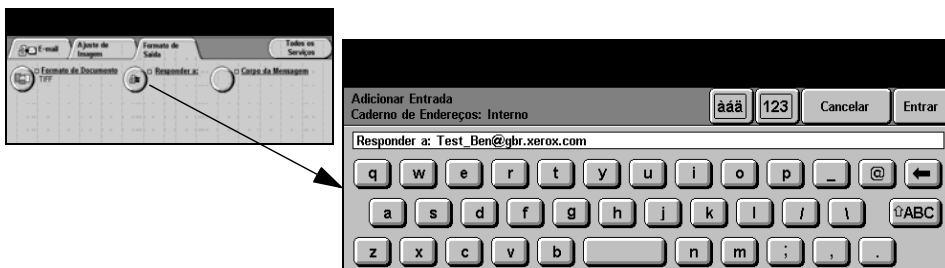 E-mail
Ajuste de Imagem
Formato de Saída
Todos os Serviços
Formato de Documento
TIFF
Responder a:
Corpo da Mensagem
Adicionar Entrada
Caderno de Endereços: Interno
àáä
123
Cancelar
Entrar
Responder a: Test_Ben@gbr.xerox.com
q w e r t y u i o p _ @ ←
a s d f g h j k l / \ ⇧ABC
z x c v b n m ; , .